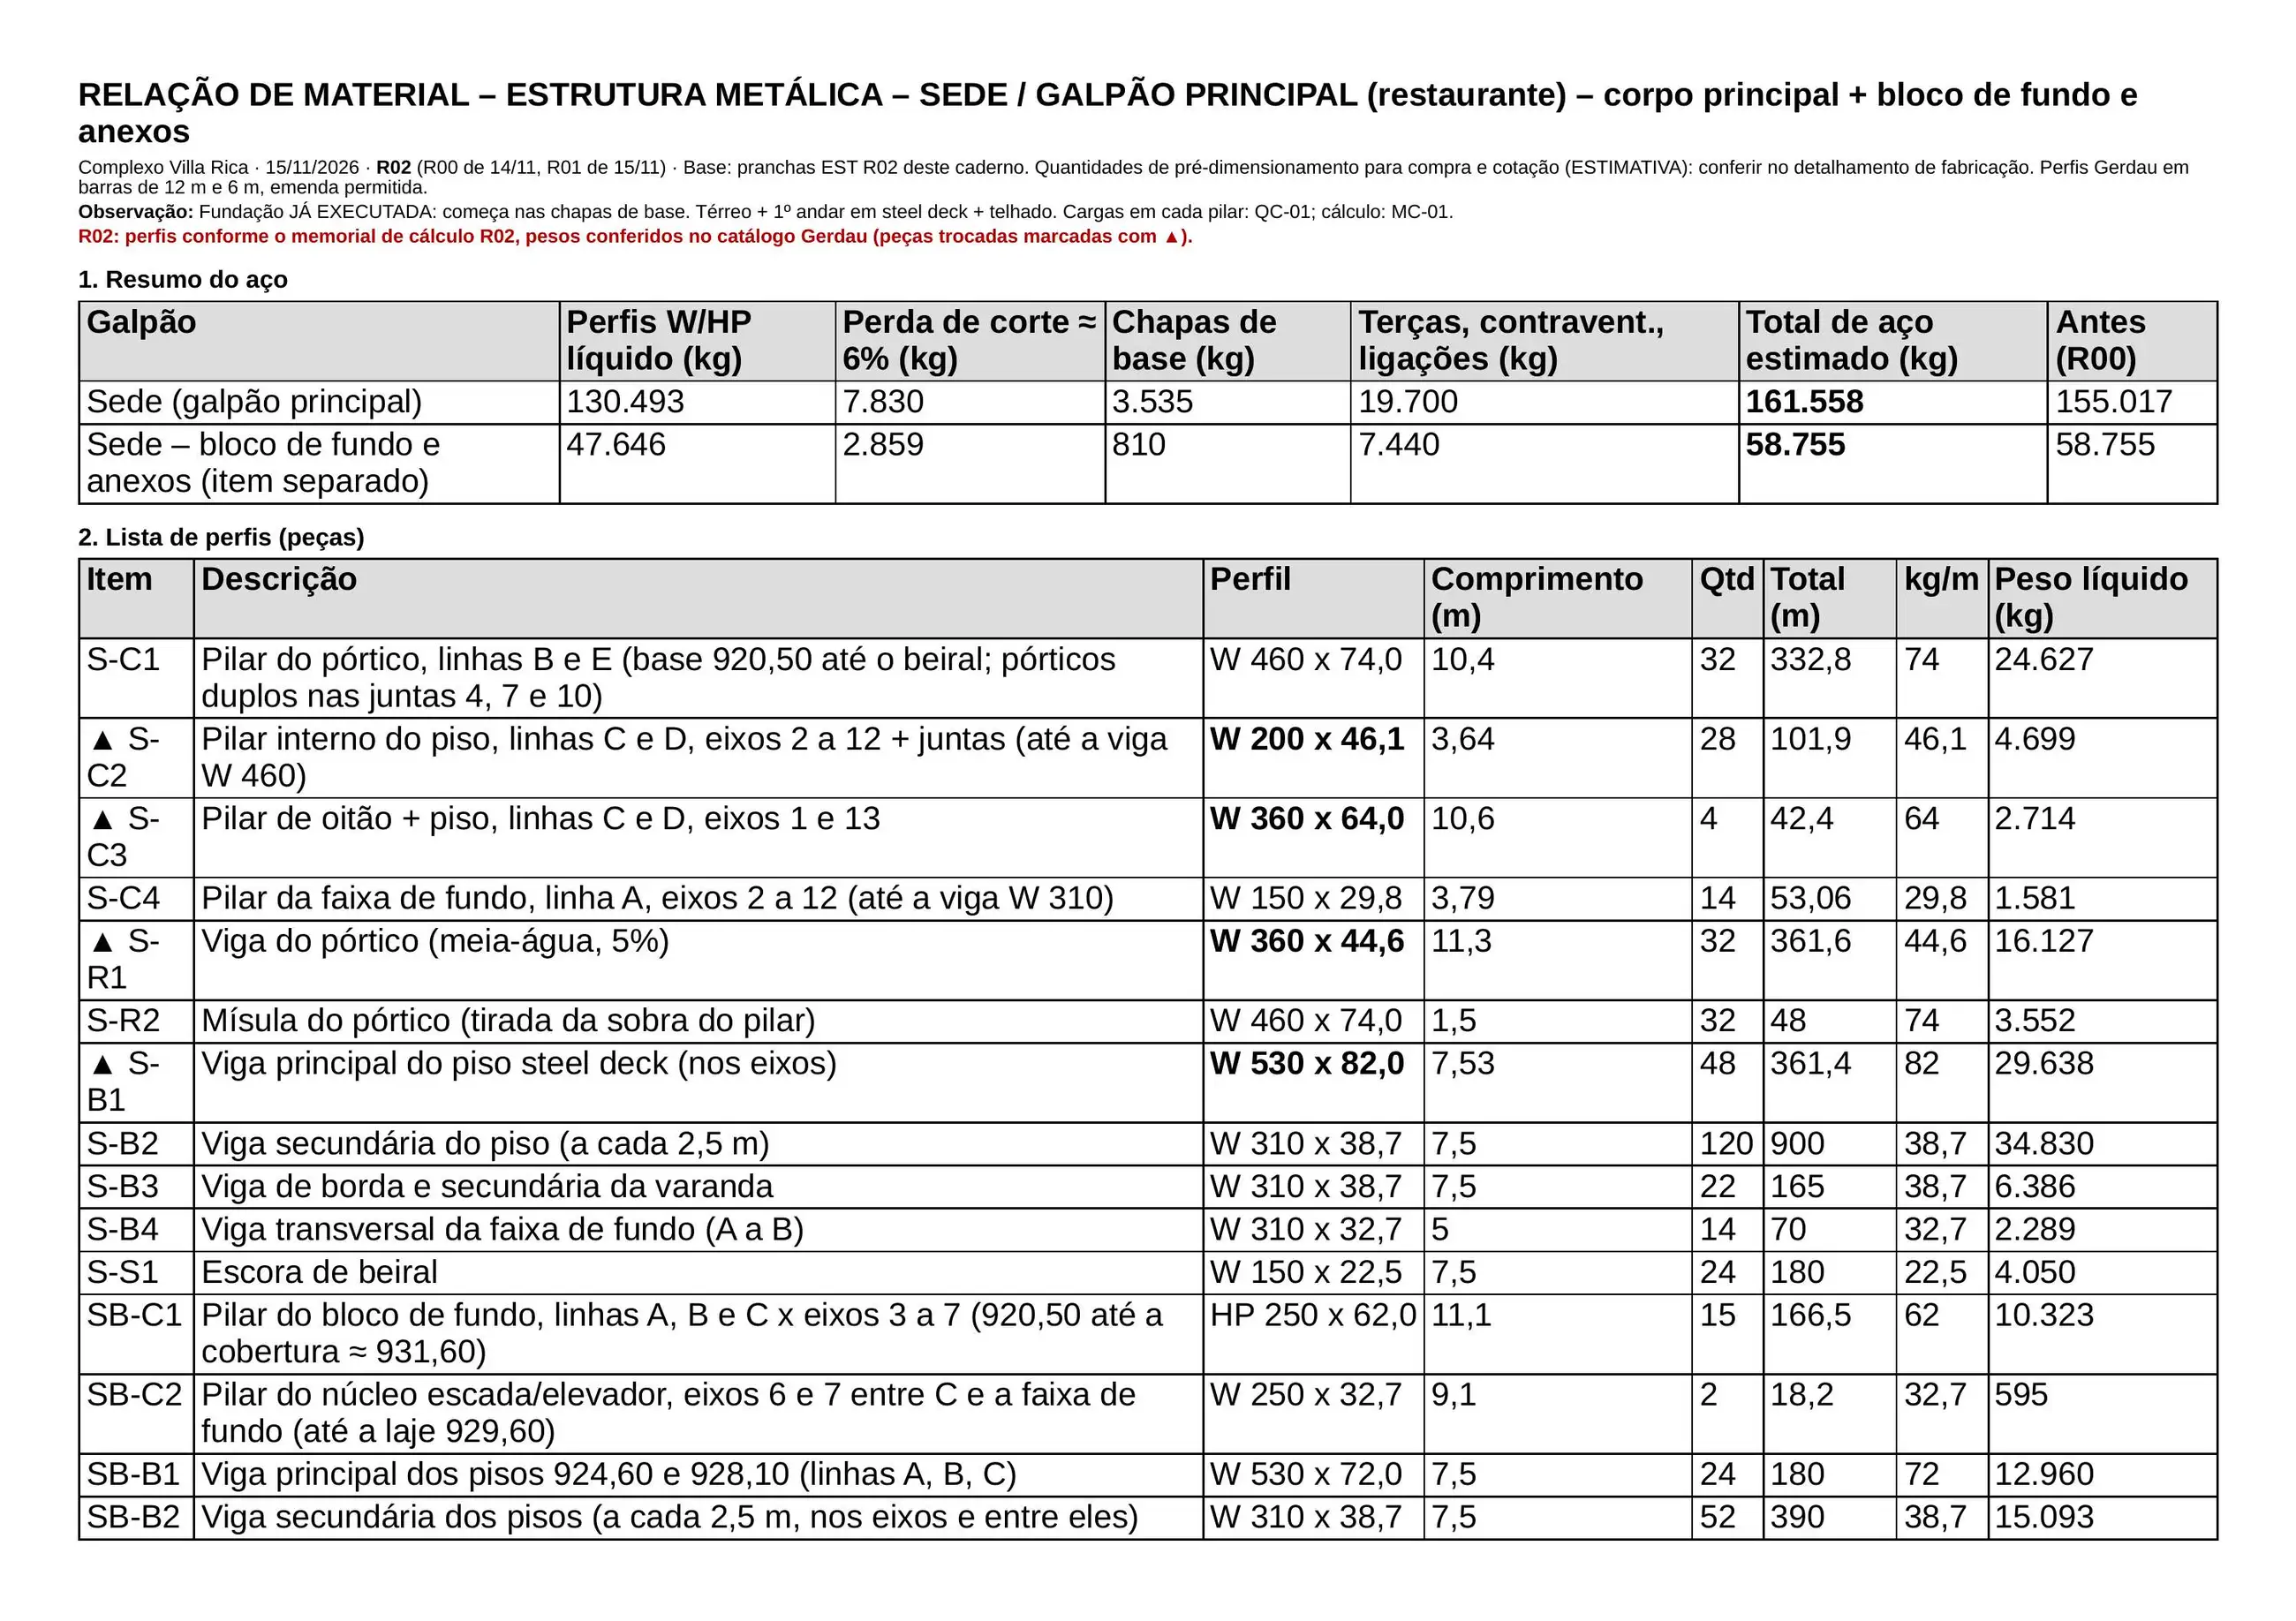 RELAÇÃO DE MATERIAL – ESTRUTURA METÁLICA – SEDE / GALPÃO PRINCIPAL (restaurante) – corpo principal + bloco de fundo e
anexos
Complexo Villa Rica · 15/11/2026 · R02 (R00 de 14/11, R01 de 15/11) · Base: pranchas EST R02 deste caderno. Quantidades de pré-dimensionamento para compra e cotação (ESTIMATIVA): conferir no detalhamento de fabricação. Perfis Gerdau em
barras de 12 m e 6 m, emenda permitida.
Observação: Fundação JÁ EXECUTADA: começa nas chapas de base. Térreo + 1º andar em steel deck + telhado. Cargas em cada pilar: QC-01; cálculo: MC-01.
R02: perfis conforme o memorial de cálculo R02, pesos conferidos no catálogo Gerdau (peças trocadas marcadas com ▲).
1. Resumo do aço
Galpão Perfis W/HP líquido (kg) Perda de corte ≈ 6% (kg) Chapas de base (kg) Terças, contravent., ligações (kg) Total de aço estimado (kg) Antes (R00)
Sede (galpão principal) 130.493 7.830 3.535 19.700 161.558 155.017
Sede – bloco de fundo e anexos (item separado) 47.646 2.859 810 7.440 58.755 58.755
2. Lista de perfis (peças)
Item Descrição Perfil Comprimento (m) Qtd Total (m) kg/m Peso líquido (kg)
S-C1 Pilar do pórtico, linhas B e E (base 920,50 até o beiral; pórticos duplos nas juntas 4, 7 e 10) W 460 x 74,0 10,4 32 332,8 74 24.627
▲ S-C2 Pilar interno do piso, linhas C e D, eixos 2 a 12 + juntas (até a viga W 460) W 200 x 46,1 3,64 28 101,9 46,1 4.699
▲ S-C3 Pilar de oitão + piso, linhas C e D, eixos 1 e 13 W 360 x 64,0 10,6 4 42,4 64 2.714
S-C4 Pilar da faixa de fundo, linha A, eixos 2 a 12 (até a viga W 310) W 150 x 29,8 3,79 14 53,06 29,8 1.581
▲ S-R1 Viga do pórtico (meia-água, 5%) W 360 x 44,6 11,3 32 361,6 44,6 16.127
S-R2 Mísula do pórtico (tirada da sobra do pilar) W 460 x 74,0 1,5 32 48 74 3.552
▲ S-B1 Viga principal do piso steel deck (nos eixos) W 530 x 82,0 7,53 48 361,4 82 29.638
S-B2 Viga secundária do piso (a cada 2,5 m) W 310 x 38,7 7,5 120 900 38,7 34.830
S-B3 Viga de borda e secundária da varanda W 310 x 38,7 7,5 22 165 38,7 6.386
S-B4 Viga transversal da faixa de fundo (A a B) W 310 x 32,7 5 14 70 32,7 2.289
S-S1 Escora de beiral W 150 x 22,5 7,5 24 180 22,5 4.050
SB-C1 Pilar do bloco de fundo, linhas A, B e C x eixos 3 a 7 (920,50 até a cobertura ≈ 931,60) HP 250 x 62,0 11,1 15 166,5 62 10.323
SB-C2 Pilar do núcleo escada/elevador, eixos 6 e 7 entre C e a faixa de fundo (até a laje 929,60) W 250 x 32,7 9,1 2 18,2 32,7 595
SB-B1 Viga principal dos pisos 924,60 e 928,10 (linhas A, B, C) W 530 x 72,0 7,5 24 180 72 12.960
SB-B2 Viga secundária dos pisos (a cada 2,5 m, nos eixos e entre eles) W 310 x 38,7 7,5 52 390 38,7 15.093